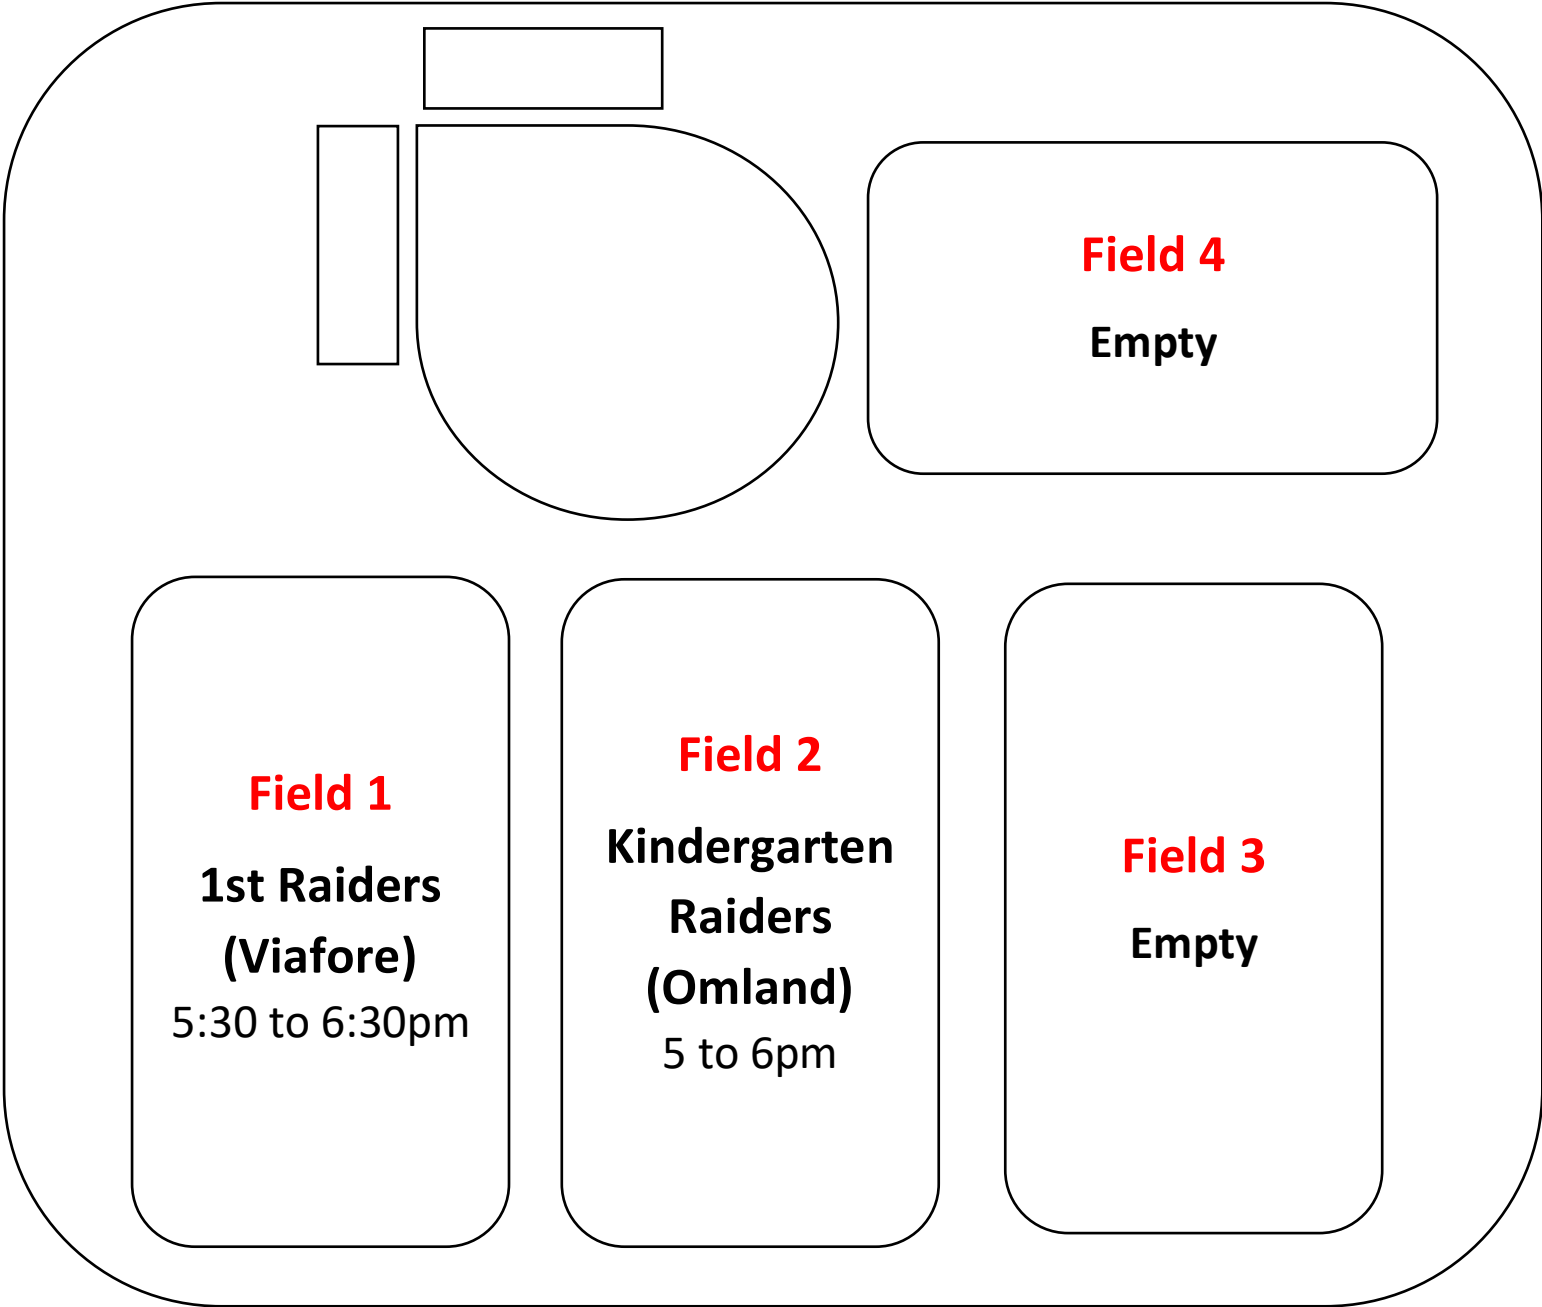 Field 4
Empty
Field 1
1st Raiders
(Viafore)
5:30 to 6:30pm
Field 2
Kindergarten
Raiders
(Omland)
5 to 6pm
Field 3
Empty